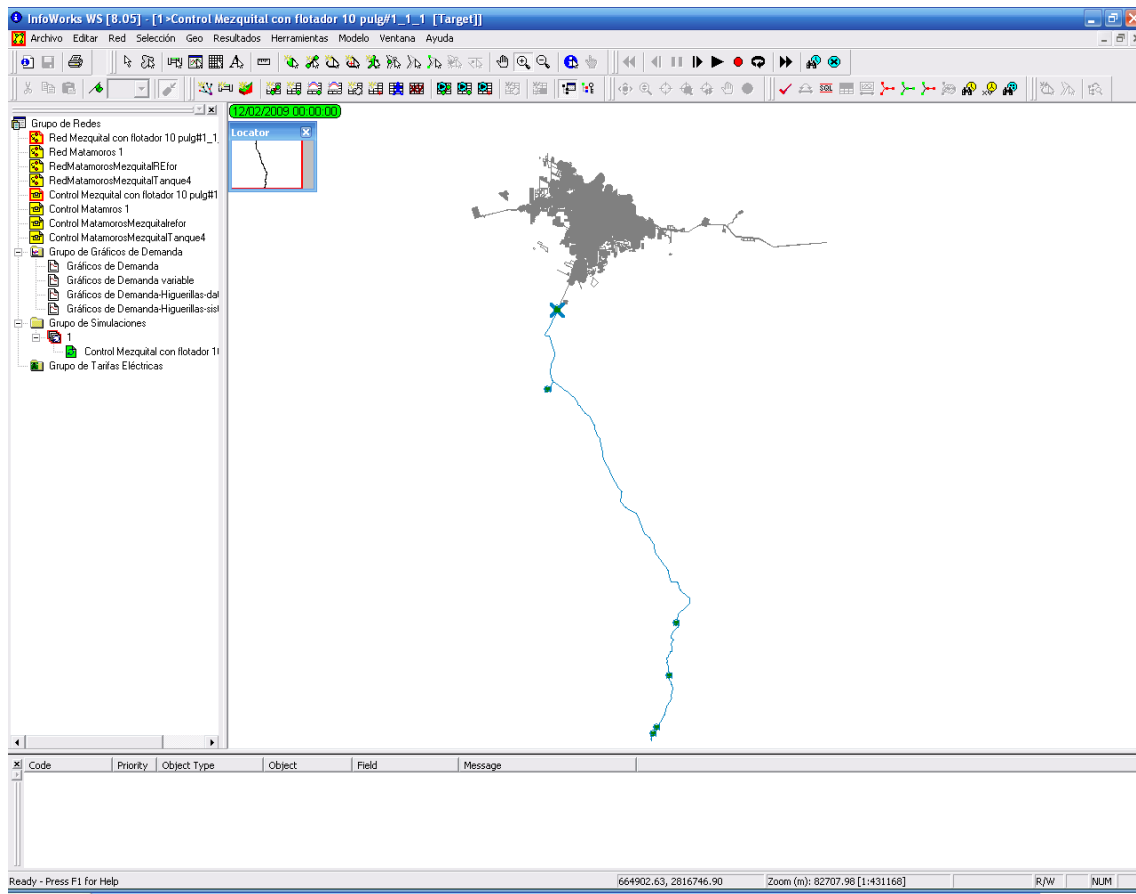 InfoWorks WS [8.05] - [1>Control Mezquital con flotador 10 pulg#1_1_1 [Target]]
Archivo Editar Red Selección Geo Resultados Herramientas Modelo Ventana Ayuda
12/02/2009 00:00:00
Locator
Grupo de Redes
Red Mezquital con flotador 10 pulg#1_1_
Red Matamoros 1
RedMatamorosMezquitalREfor
RedMatamorosMezquitalTanque4
Control Mezquital con flotador 10 pulg#1
Control Matamros 1
Control MatamorosMezquitalrefor
Control MatamorosMezquitalTanque4
Grupo de Gráficos de Demanda
Gráficos de Demanda
Gráficos de Demanda variable
Gráficos de Demanda-Higuerillas-da
Gráficos de Demanda-Higuerillas-sis
Grupo de Simulaciones
1
Control Mezquital con flotador 1
Grupo de Tarifas Eléctricas
Code Priority Object Type Object Field Message
Ready - Press F1 for Help 664902.63, 2816746.90 Zoom (m): 82707.98 [1:431168] R/W NUM